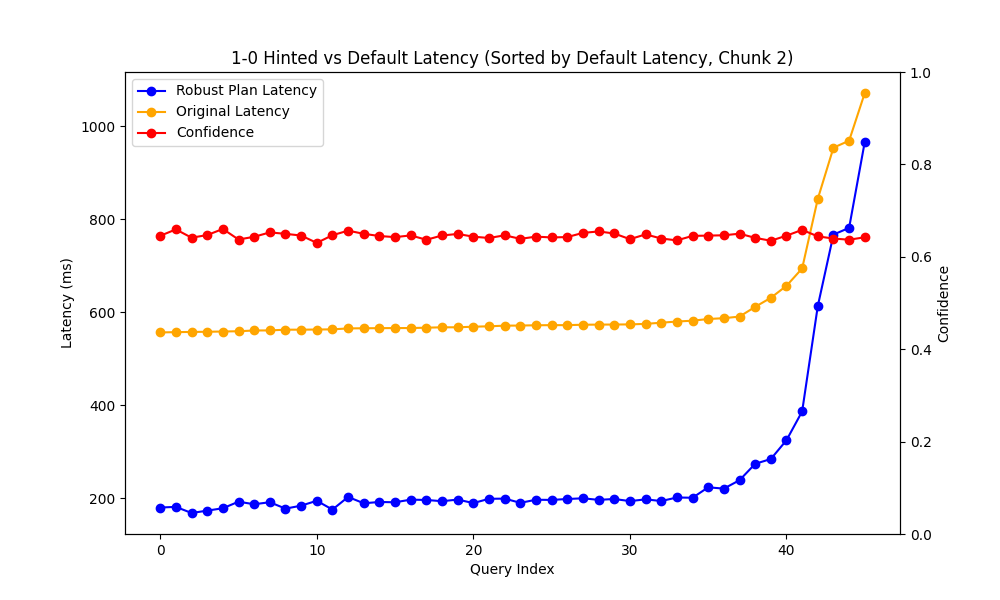 1-0 Hinted vs Default Latency (Sorted by Default Latency, Chunk 2)
Robust Plan Latency
Original Latency
Confidence
Latency (ms)
1000
800
600
400
200
0
10
20
30
40
Query Index
1.0
0.8
0.6
0.4
0.2
0.0
Confidence